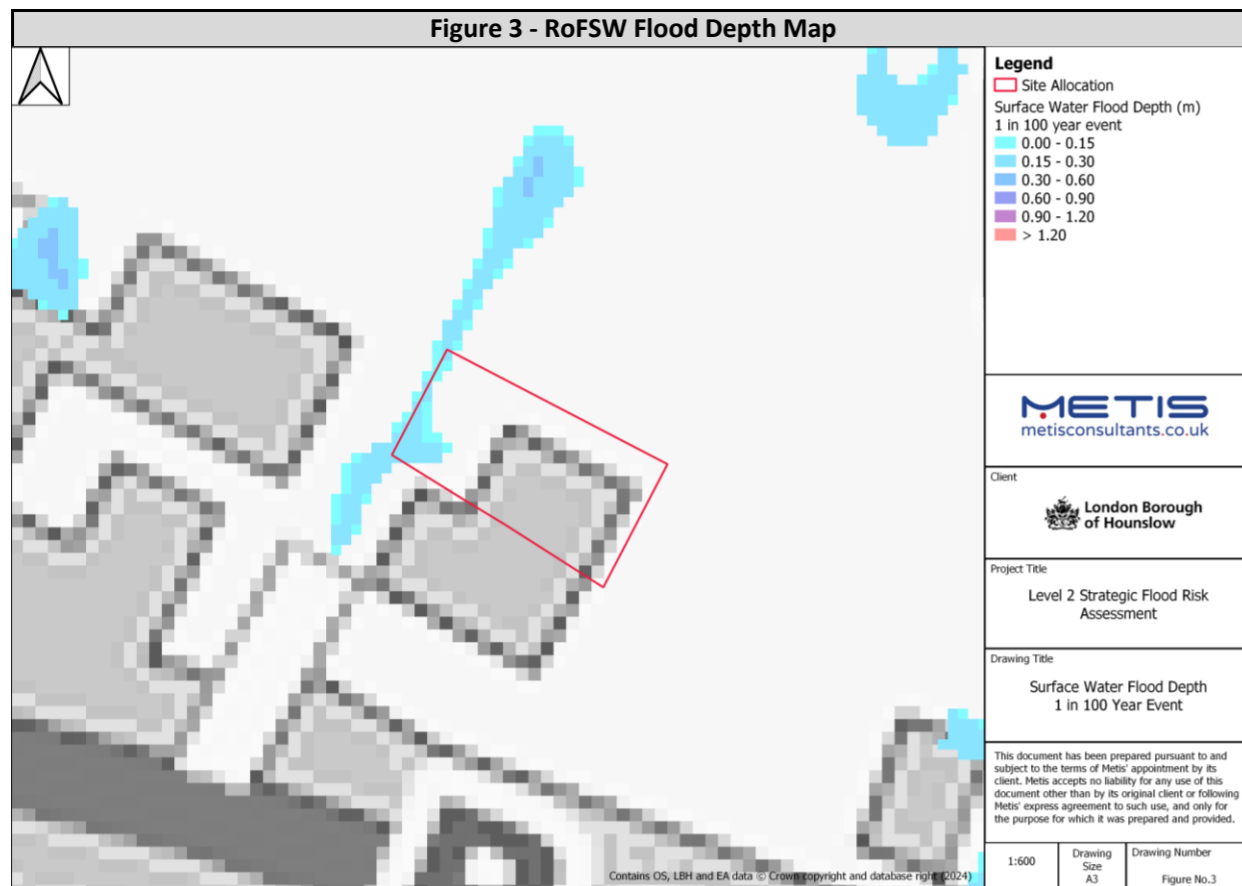 Figure 3 - RoFSW Flood Depth Map
Legend
Site Allocation
Surface Water Flood Depth (m)
1 in 100 year event
0.00 - 0.15
0.15 - 0.30
0.30 - 0.60
0.60 - 0.90
0.90 - 1.20
> 1.20
METIS
metisconsultants.co.uk
Client
London Borough
of Hounslow
Project Title
Level 2 Strategic Flood Risk
Assessment
Drawing Title
Surface Water Flood Depth
1 in 100 Year Event
This document has been prepared pursuant to and
subject to the terms of Metis' appointment by its
client. Metis accepts no liability for any use of this
document other than by its original client or following
Metis' express agreement to such use, and only for
the purpose for which it was prepared and provided.
1:600
Drawing
Size
A3
Drawing Number
Figure No.3
Contains OS, LBH and EA data © Crown copyright and database right (2024)